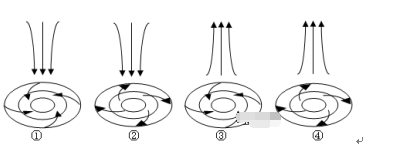 ① ② ③ ④